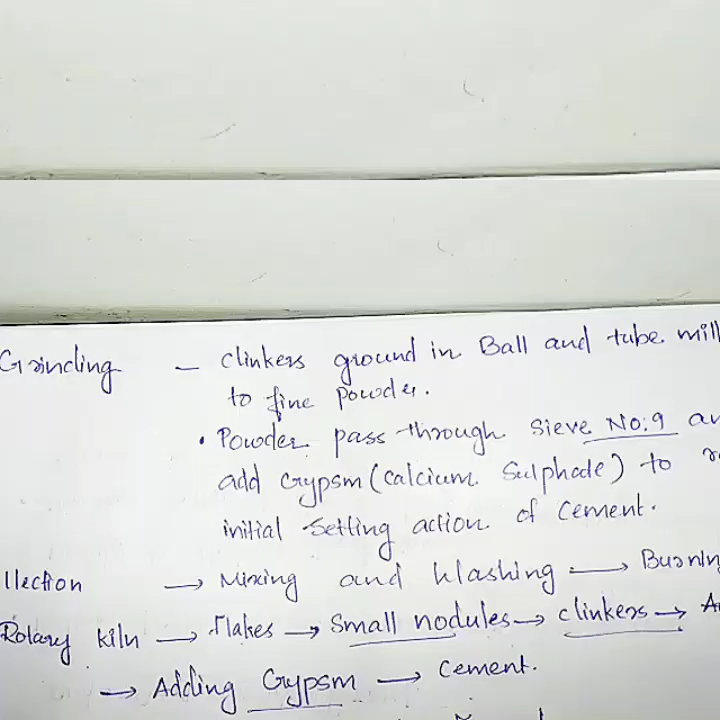 Grinding – clinkers ground in Ball and tube mill
to fine powder.
• Powder pass through sieve No:9
add Gypsm (calcium Sulphade) to
initial setting action of cement.
llection → Mixing and Washing → Burnin
Rotary kiln → flakes → Small nodules → clinkers →
→ Adding Gypsm → cement.